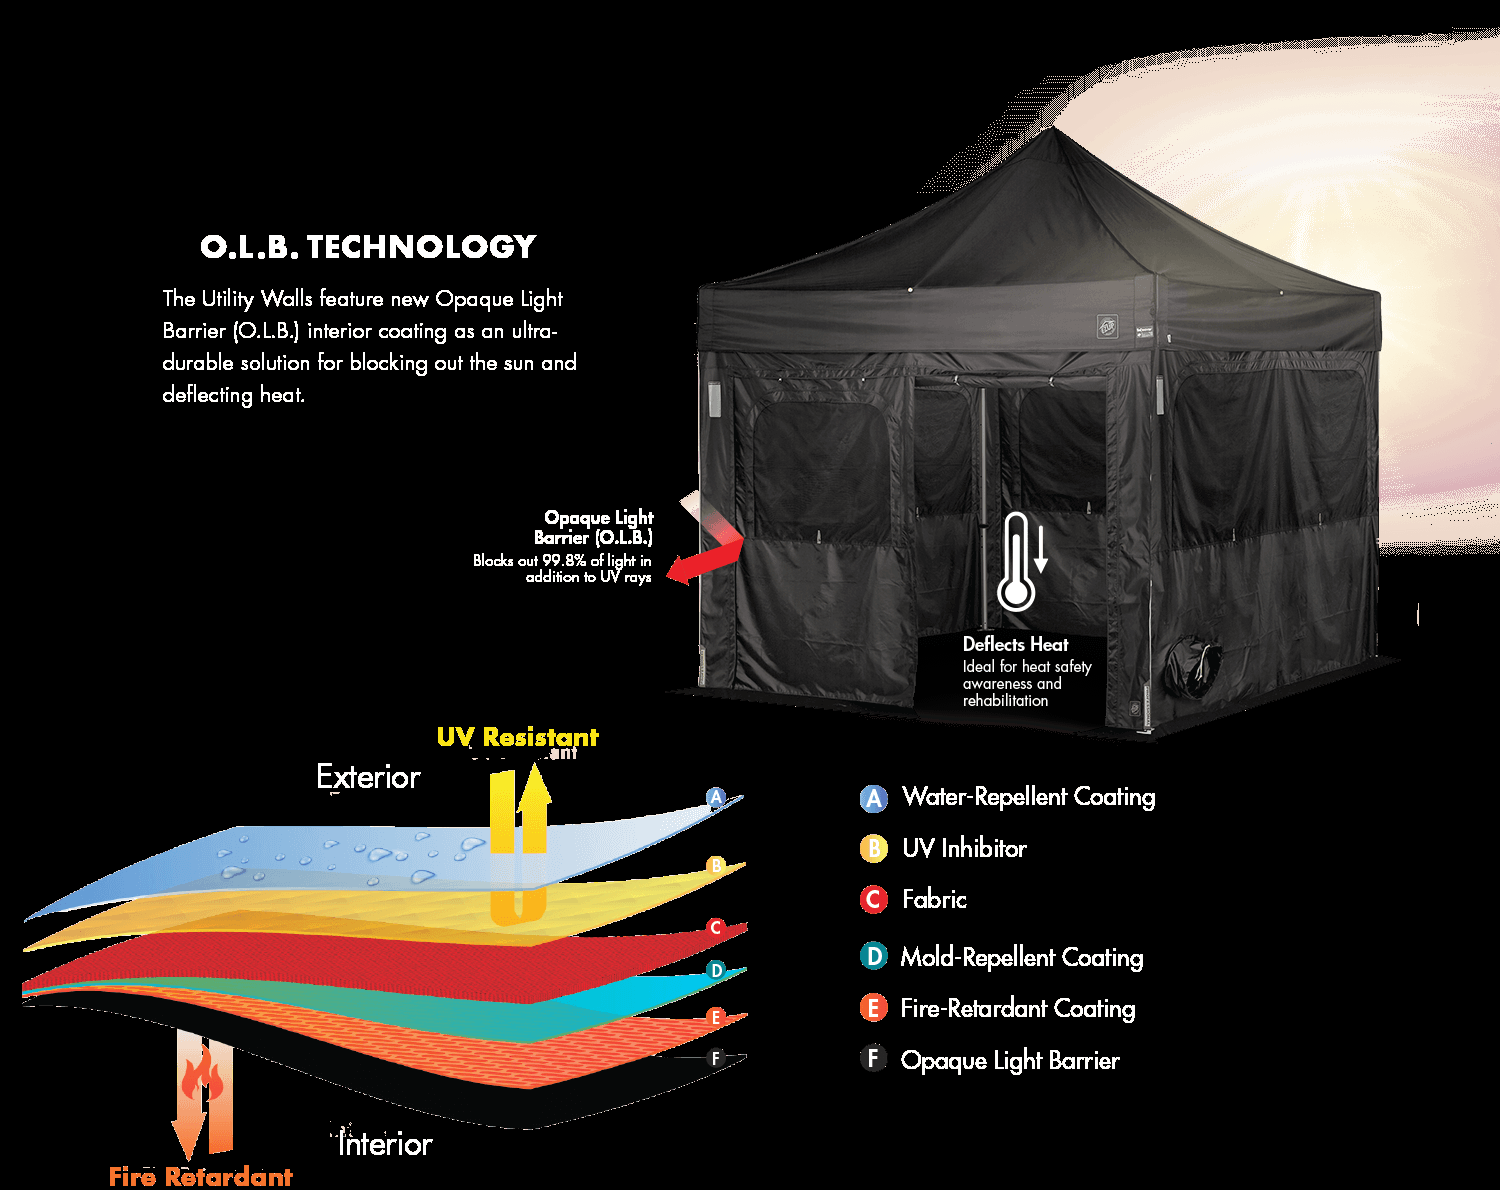 O.L.B. TECHNOLOGY
The Utility Walls feature new Opaque Light
Barrier (O.L.B.) interior coating as an ultra-
durable solution for blocking out the sun and
deflecting heat.
Opaque Light
Barrier (O.L.B.)
Blocks out 99.8% of light in
addition to UV rays
Deflects Heat
Ideal for heat safety
awareness and
rehabilitation
UV Resistant
Exterior
A
B
C
D
E
F
Interior
Fire Retardant
A Water-Repellent Coating
B UV Inhibitor
C Fabric
D Mold-Repellent Coating
E Fire-Retardant Coating
F Opaque Light Barrier